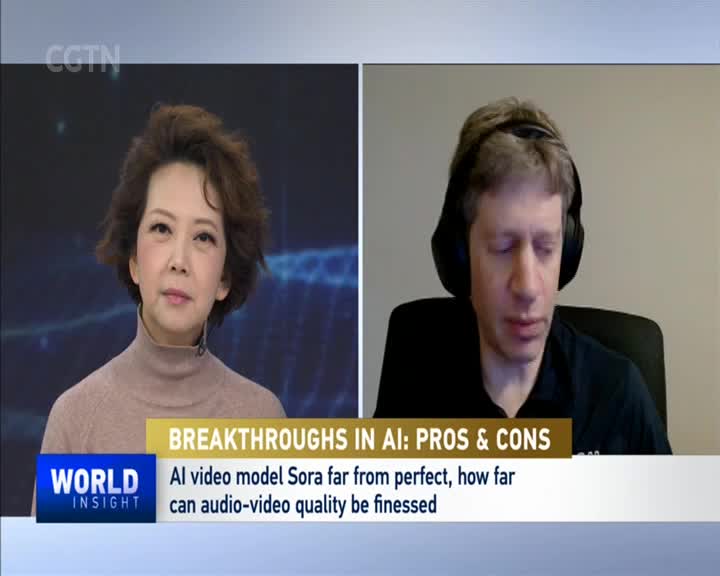 CGTN
BREAKTHROUGHS IN AI: PROS & CONS
WORLD
INSIGHT
AI video model Sora far from perfect, how far
can audio-video quality be finessed